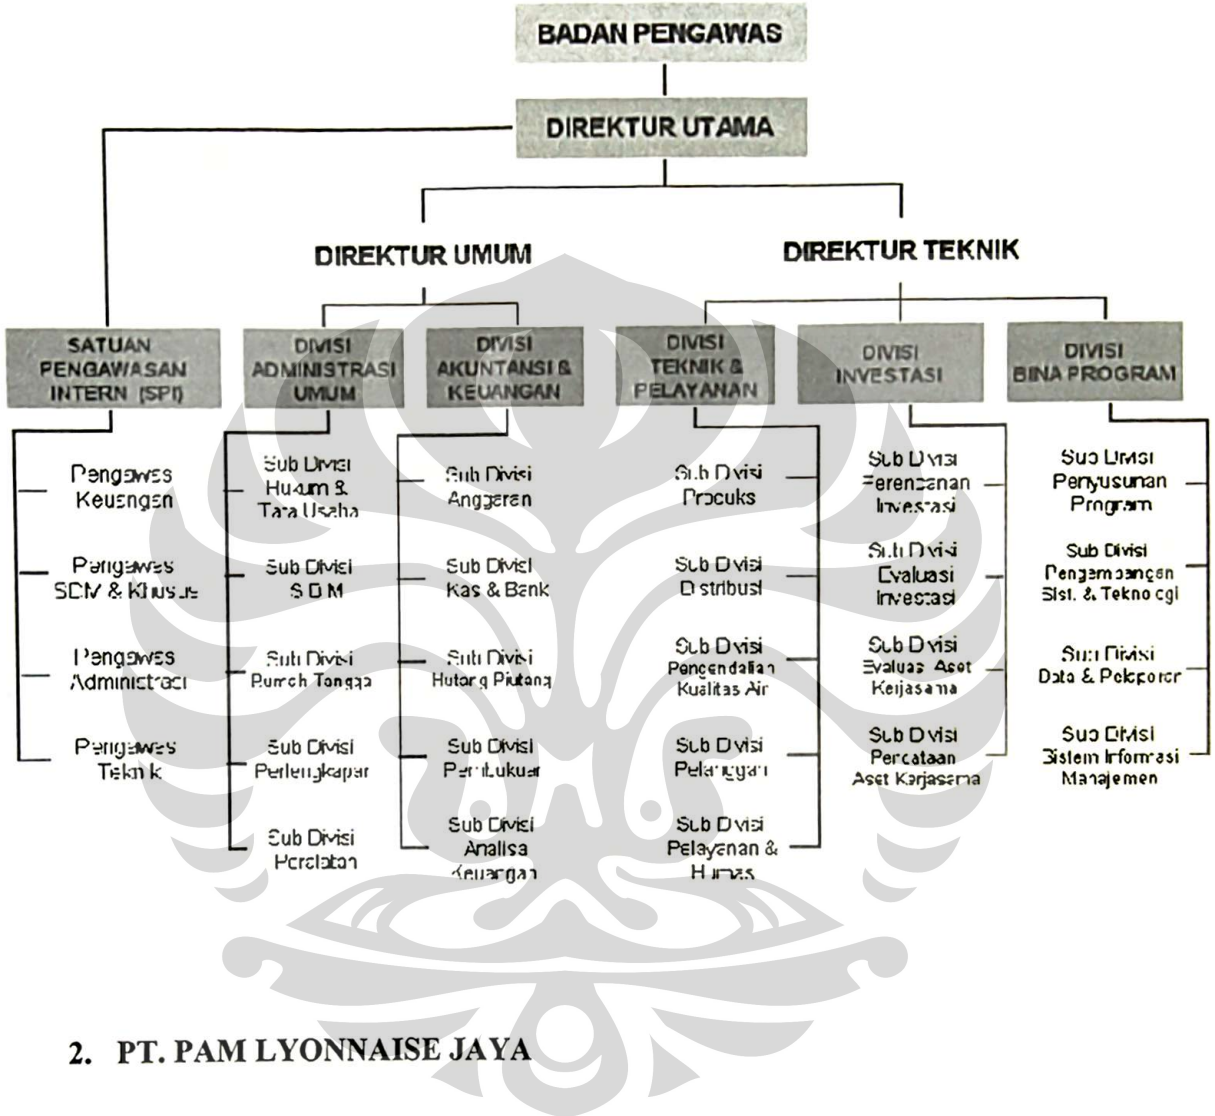 BADAN PENGAWAS
DIREKTUR UTAMA
DIREKTUR UMUM
DIREKTUR TEKNIK
SATUAN
PENGAWASAN
INTERN (SPI)
DIVISI
ADMINISTRASI
UMUM
DIVISI
AKUNTANSI &
KEUANGAN
DIVISI
TEKNIK &
PELAYANAN
DIVISI
INVESTASI
DIVISI
BINA PROGRAM
Pengawas
Keuangan
Pengawas
SDM & Khusus
Pengawas
Administrasi
Pengawas
Teknik
Sub Divisi
Hukum &
Tata Usaha
Sub Divisi
SDM
Sub Divisi
Rumah Tangga
Sub Divisi
Perlengkapan
Sub Divisi
Peralatan
Sub Divisi
Anggaran
Sub Divisi
Kas & Bank
Sub Divisi
Hutang Piutang
Sub Divisi
Pembukuan
Sub Divisi
Analisa
Keuangan
Sub Divisi
Produksi
Sub Divisi
Distribusi
Sub Divisi
Pengendalian
Kualitas Air
Sub Divisi
Pelanggan
Sub Divisi
Pelayanan &
Humas
Sub Divisi
Perencanan
Investasi
Sub Divisi
Evaluasi
Investasi
Sub Divisi
Evaluasi Aset
Kerjasama
Sub Divisi
Percataan
Aset Kerjasama
Sub Divisi
Penyusunan
Program
Sub Divisi
Pengembangan
Sist. & Teknologi
Sub Divisi
Data & Pelaporan
Sub Divisi
Sistem Informasi
Manajemen
2. PT. PAM LYONNAISE JAYA